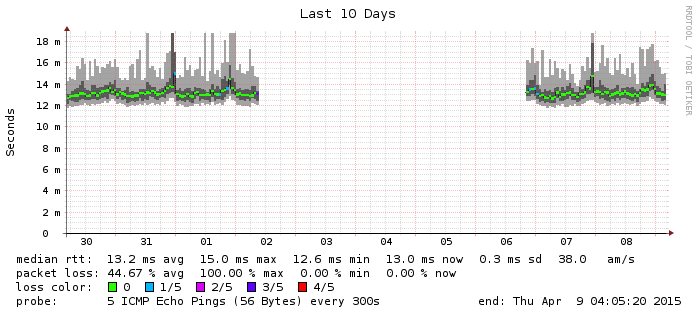 Last 10 Days
RRDTOOL / TOBI OETIKER
Seconds
18 m
16 m
14 m
12 m
10 m
8 m
6 m
4 m
2 m
0
30 31 01 02 03 04 05 06 07 08
median rtt: 13.2 ms avg 15.0 ms max 12.6 ms min 13.0 ms now 0.3 ms sd 38.0 am/s
packet loss: 44.67 % avg 100.00 % max 0.00 % min 0.00 % now
loss color: 0 1/5 2/5 3/5 4/5
probe: 5 ICMP Echo Pings (56 Bytes) every 300s end: Thu Apr 9 04:05:20 2015